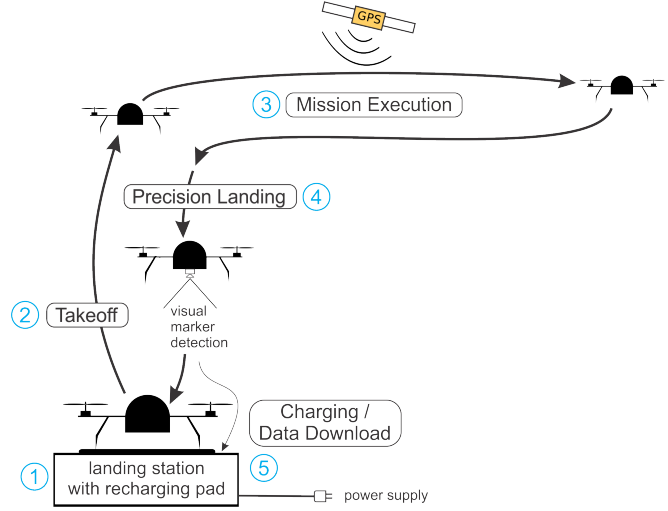 GPS
3 Mission Execution
Precision Landing 4
2 Takeoff
visual
marker
detection
Charging /
Data Download
1 landing station
with recharging pad
5
power supply